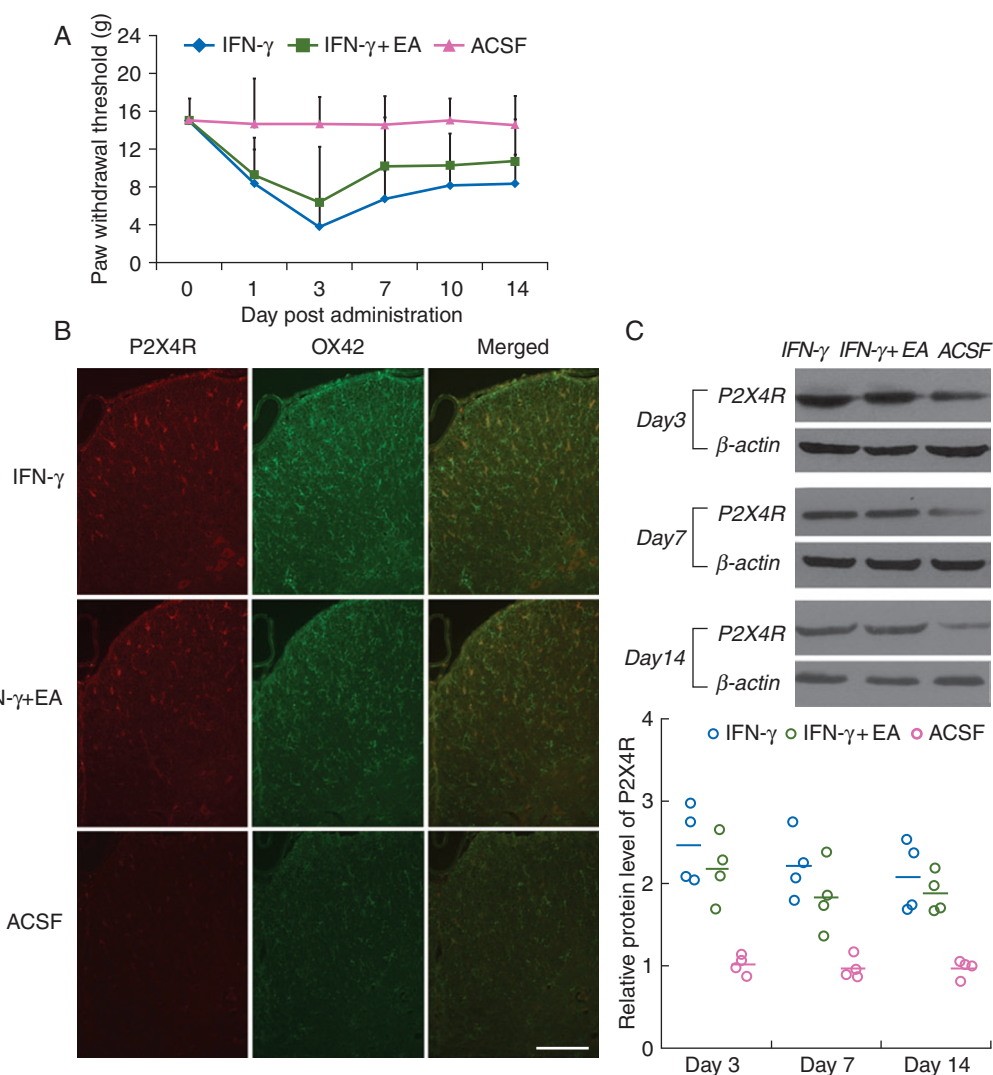 A
24
20
16
12
8
4
0
Paw withdrawal threshold (g)
IFN-γ IFN-γ+EA ACSF
0 1 3 7 10 14
Day post administration
B
P2X4R OX42 Merged
IFN-γ
N-γ+EA
ACSF
C
IFN-γ IFN-γ+EA ACSF
Day3
P2X4R
β-actin
Day7
P2X4R
β-actin
Day14
P2X4R
β-actin
4
3
2
1
0
Relative protein level of P2X4R
IFN-γ IFN-γ+EA ACSF
Day 3 Day 7 Day 14